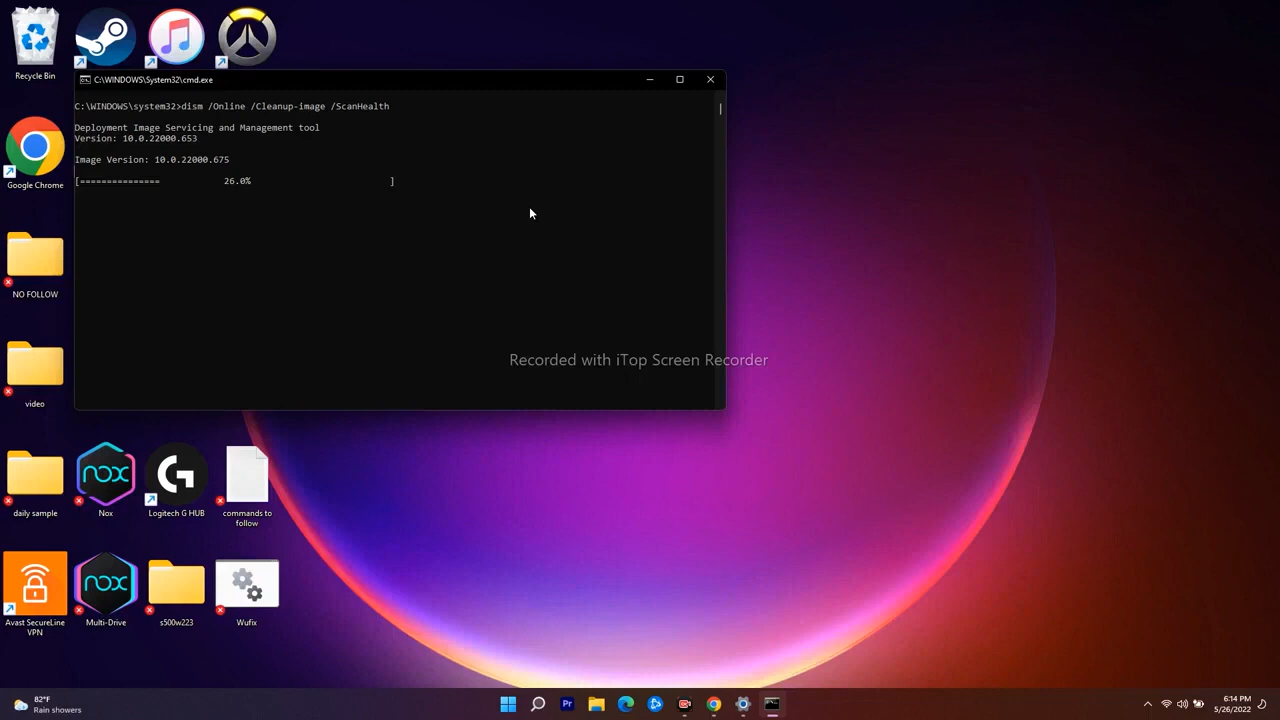 Recycle Bin
C:\WINDOWS\System32\cmd.exe
C:\WINDOWS\system32>dism /Online /Cleanup-image /ScanHealth
Deployment Image Servicing and Management tool
Version: 10.0.22000.653
Image Version: 10.0.22000.675
[===============            26.0%                          ]
Google Chrome
NO FOLLOW
Recorded with iTop Screen Recorder
video
nox
G
daily sample
Nox
Logitech G HUB
commands to
follow
nox
Avast SecureLine
VPN
Multi-Drive
s500w223
Wufix
82°F
Rain showers
Pr
6:14 PM
5/26/2022